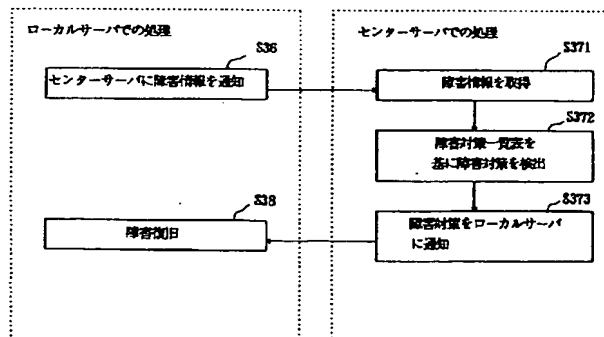 ローカルサーバでの処理
S36
センターサーバに障害情報を通知
S38
障害復旧
センターサーバでの処理
S371
障害情報を取得
S372
障害対策一覧表を
基に障害対策を検出
S373
障害対策をローカルサーバ
に通知